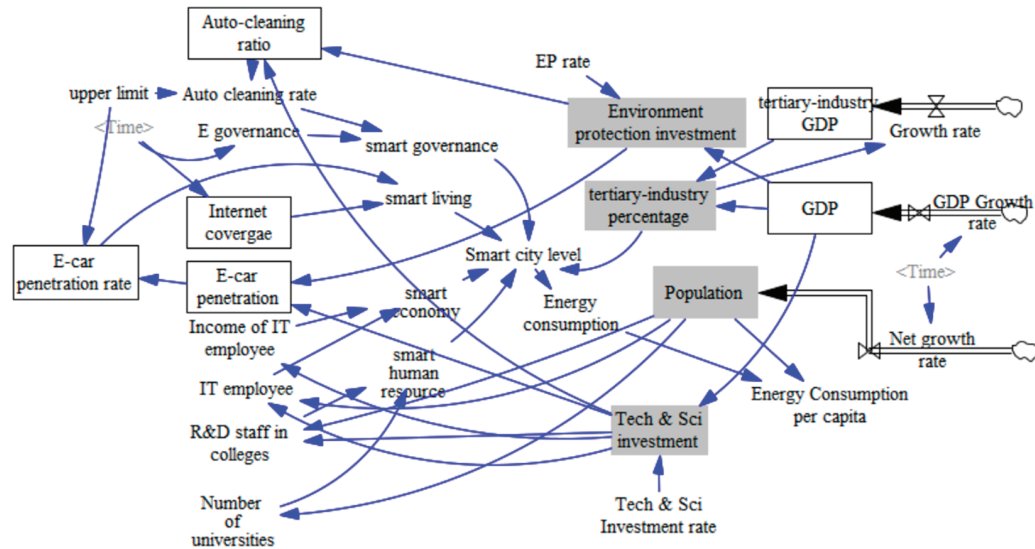 Auto-cleaning
ratio
EP rate
upper limit
Auto cleaning rate
<Time>
E governance
smart governance
Environment
protection investment
tertiary-industry
GDP
Growth rate
smart living
tertiary-industry
percentage
GDP
GDP Growth
rate
Internet
covergae
E-car
penetration rate
E-car
penetration
Smart city level
smart
economy
Energy
consumption
Population
<Time>
Income of IT
employee
smart
human
resource
Net growth
rate
IT employee
Energy Consumption
per capita
R&D staff in
colleges
Tech & Sci
investment
Number
of
universities
Tech & Sci
Investment rate